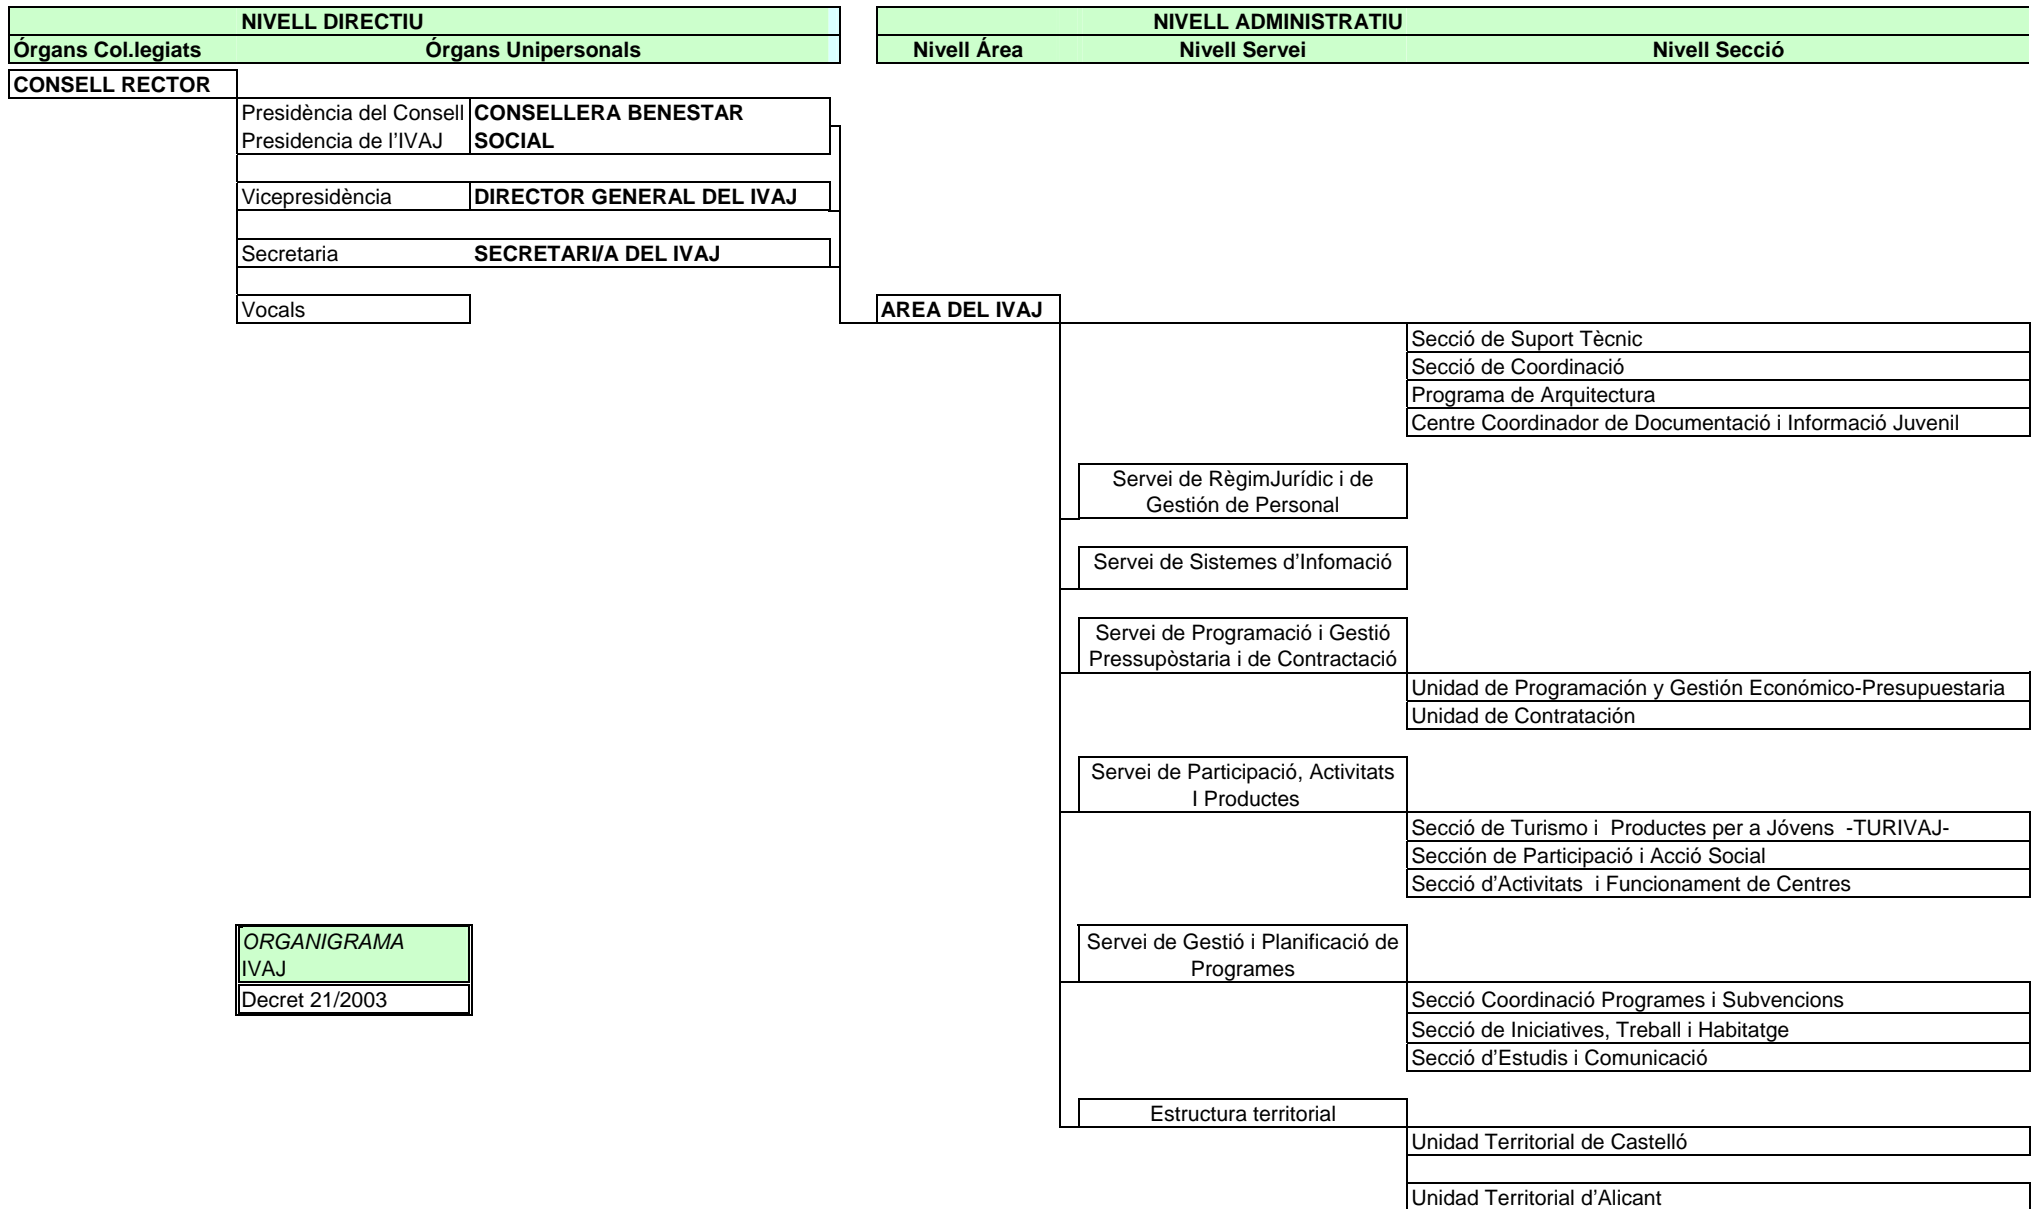 NIVELL DIRECTIU
NIVELL ADMINISTRATIU
Órgans Col.legiats
Órgans Unipersonals
Nivell Área
Nivell Servei
Nivell Secció
CONSELL RECTOR
Presidència del Consell
Presidencia de l'IVAJ
CONSELLERA BENESTAR
SOCIAL
Vicepresidència
DIRECTOR GENERAL DEL IVAJ
Secretaria
SECRETARI/A DEL IVAJ
Vocals
AREA DEL IVAJ
Secció de Suport Tècnic
Secció de Coordinació
Programa de Arquitectura
Centre Coordinador de Documentació i Informació Juvenil
Servei de RègimJurídic i de
Gestión de Personal
Servei de Sistemes d'Infomació
Servei de Programació i Gestió
Pressupòstaria i de Contractació
Unidad de Programación y Gestión Económico-Presupuestaria
Unidad de Contratación
Servei de Participació, Activitats
I Productes
Secció de Turismo i  Productes per a Jóvens  -TURIVAJ-
Sección de Participació i Acció Social
Secció d'Activitats  i Funcionament de Centres
ORGANIGRAMA
IVAJ
Decret 21/2003
Servei de Gestió i Planificació de
Programes
Secció Coordinació Programes i Subvencions
Secció de Iniciatives, Treball i Habitatge
Secció d'Estudis i Comunicació
Estructura territorial
Unidad Territorial de Castelló
Unidad Territorial d'Alicant